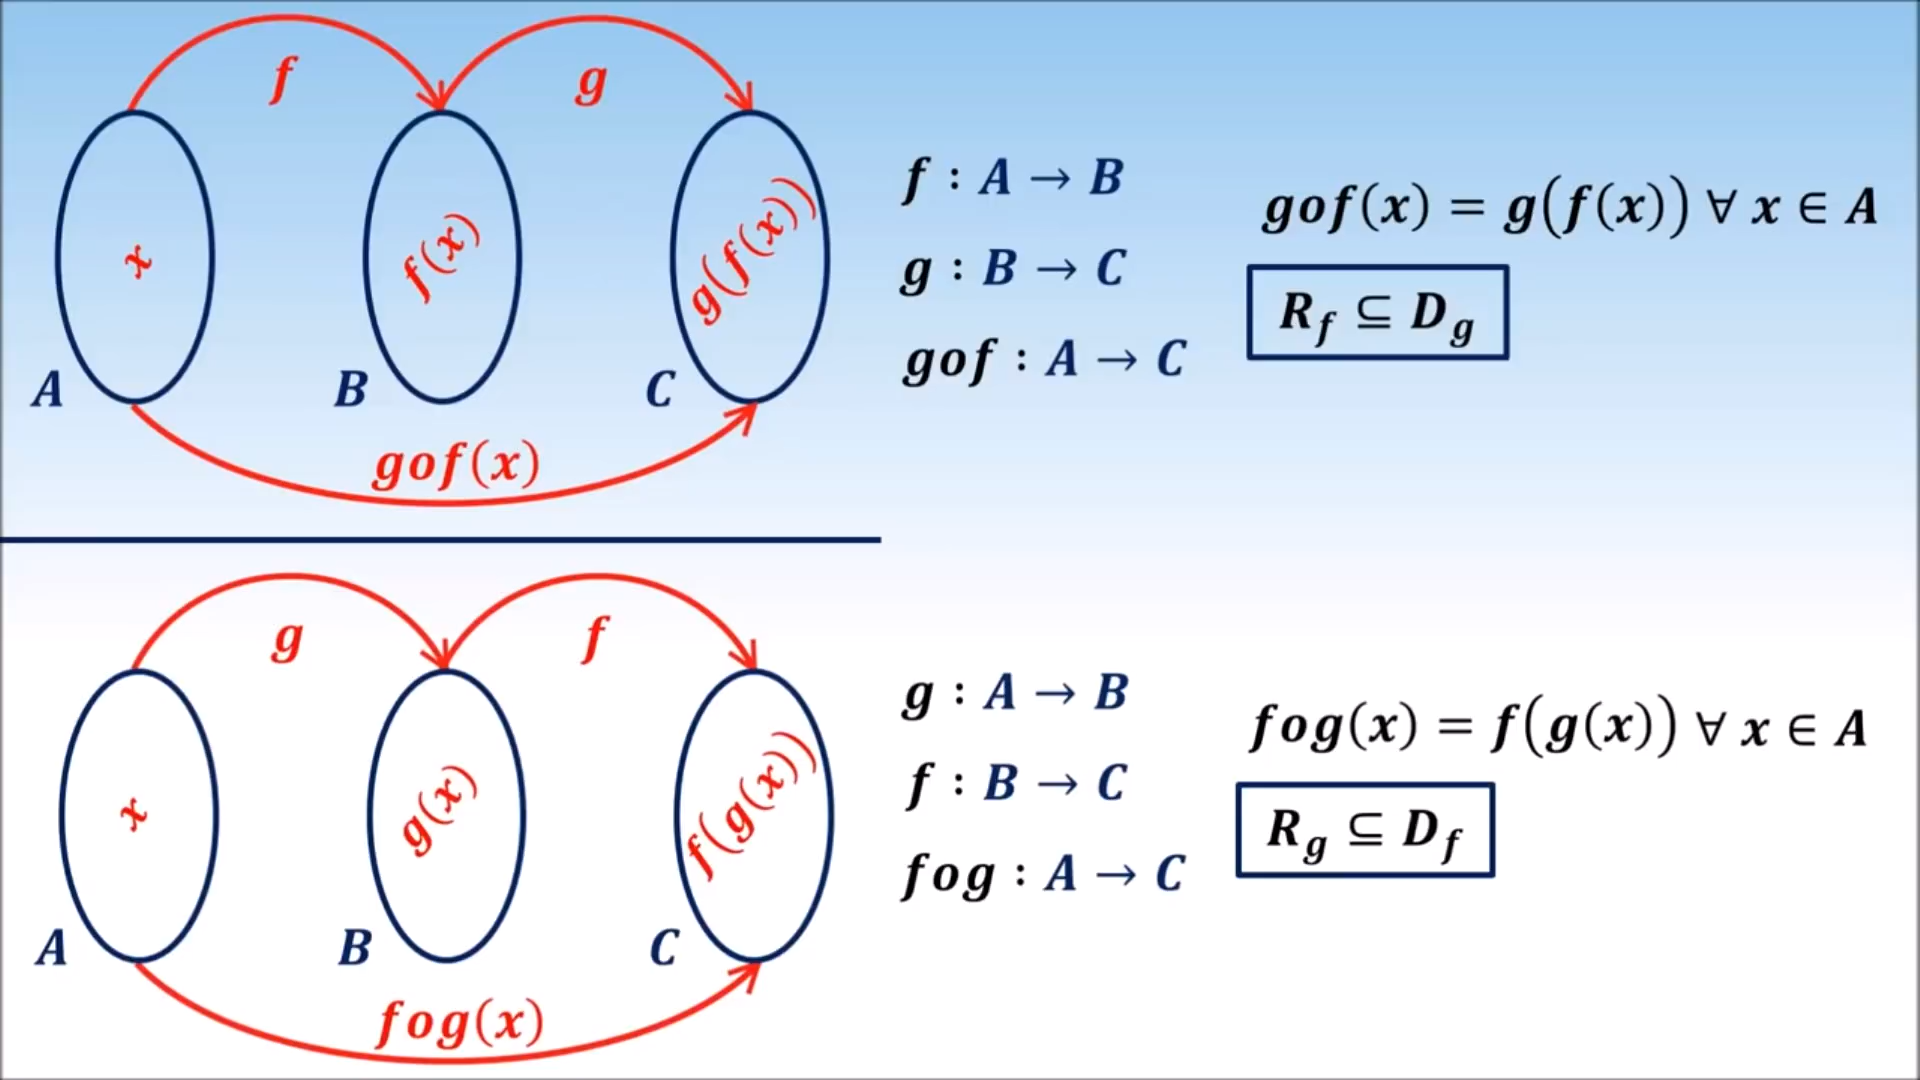 f g
x f(x) g(f(x))
A B C
gof(x)
f : A → B
g : B → C
gof : A → C
gof(x) = g(f(x)) ∀ x ∈ A
R_f ⊆ D_g
g f
x g(x) f(g(x))
A B C
fog(x)
g : A → B
f : B → C
fog : A → C
fog(x) = f(g(x)) ∀ x ∈ A
R_g ⊆ D_f